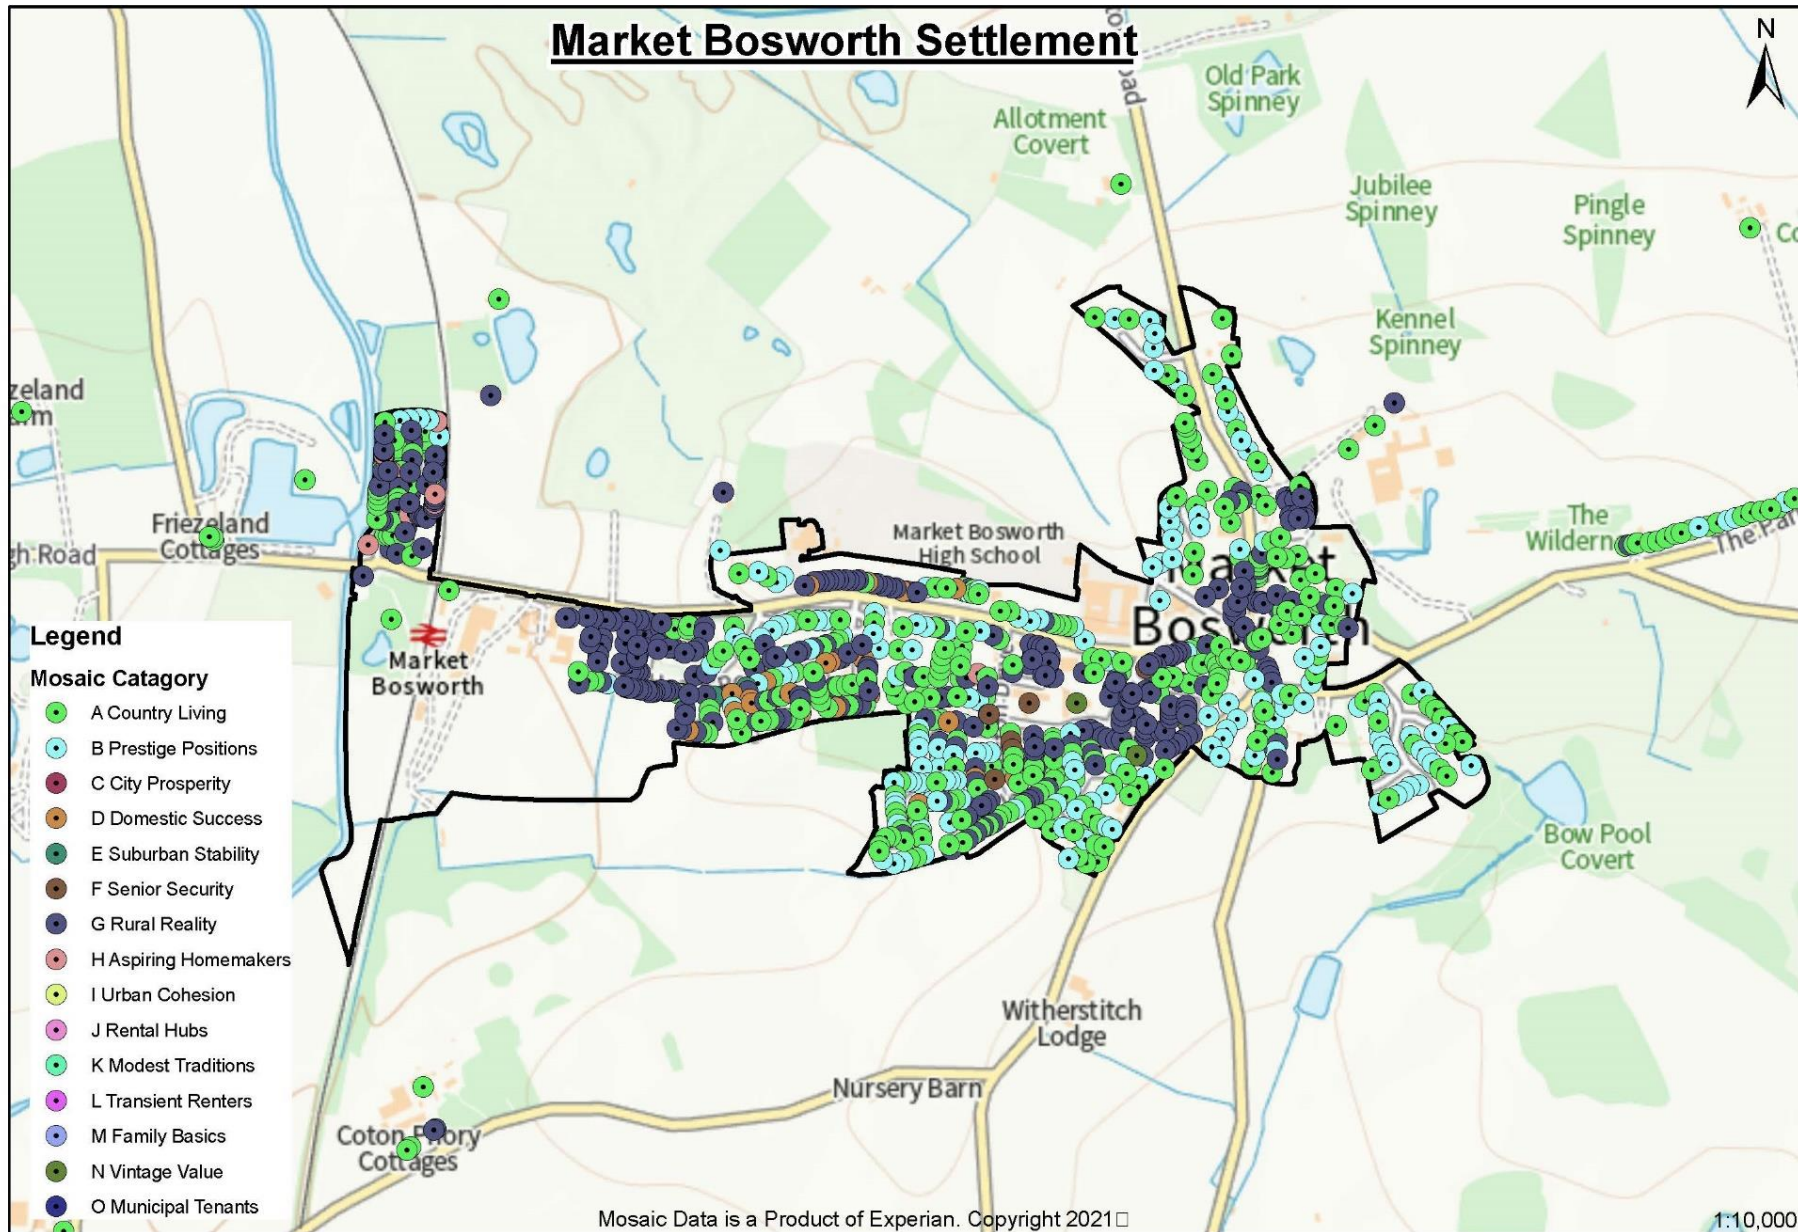 Market Bosworth Settlement
N
Old Park
Spinney
Allotment
Covert
Jubilee
Spinney
Pingle
Spinney
Kennel
Spinney
Friezeland
Cottages
Market Bosworth
High School
The
Market
Bosworth
Market
Bosworth
Bow Pool
Covert
Witherstitch
Lodge
Nursery Barn
Cottages
Legend
Mosaic Catagory
A Country Living
B Prestige Positions
C City Prosperity
D Domestic Success
E Suburban Stability
F Senior Security
G Rural Reality
H Aspiring Homemakers
I Urban Cohesion
J Rental Hubs
K Modest Traditions
L Transient Renters
M Family Basics
N Vintage Value
O Municipal Tenants
Mosaic Data is a Product of Experian. Copyright 2021
1:10,000